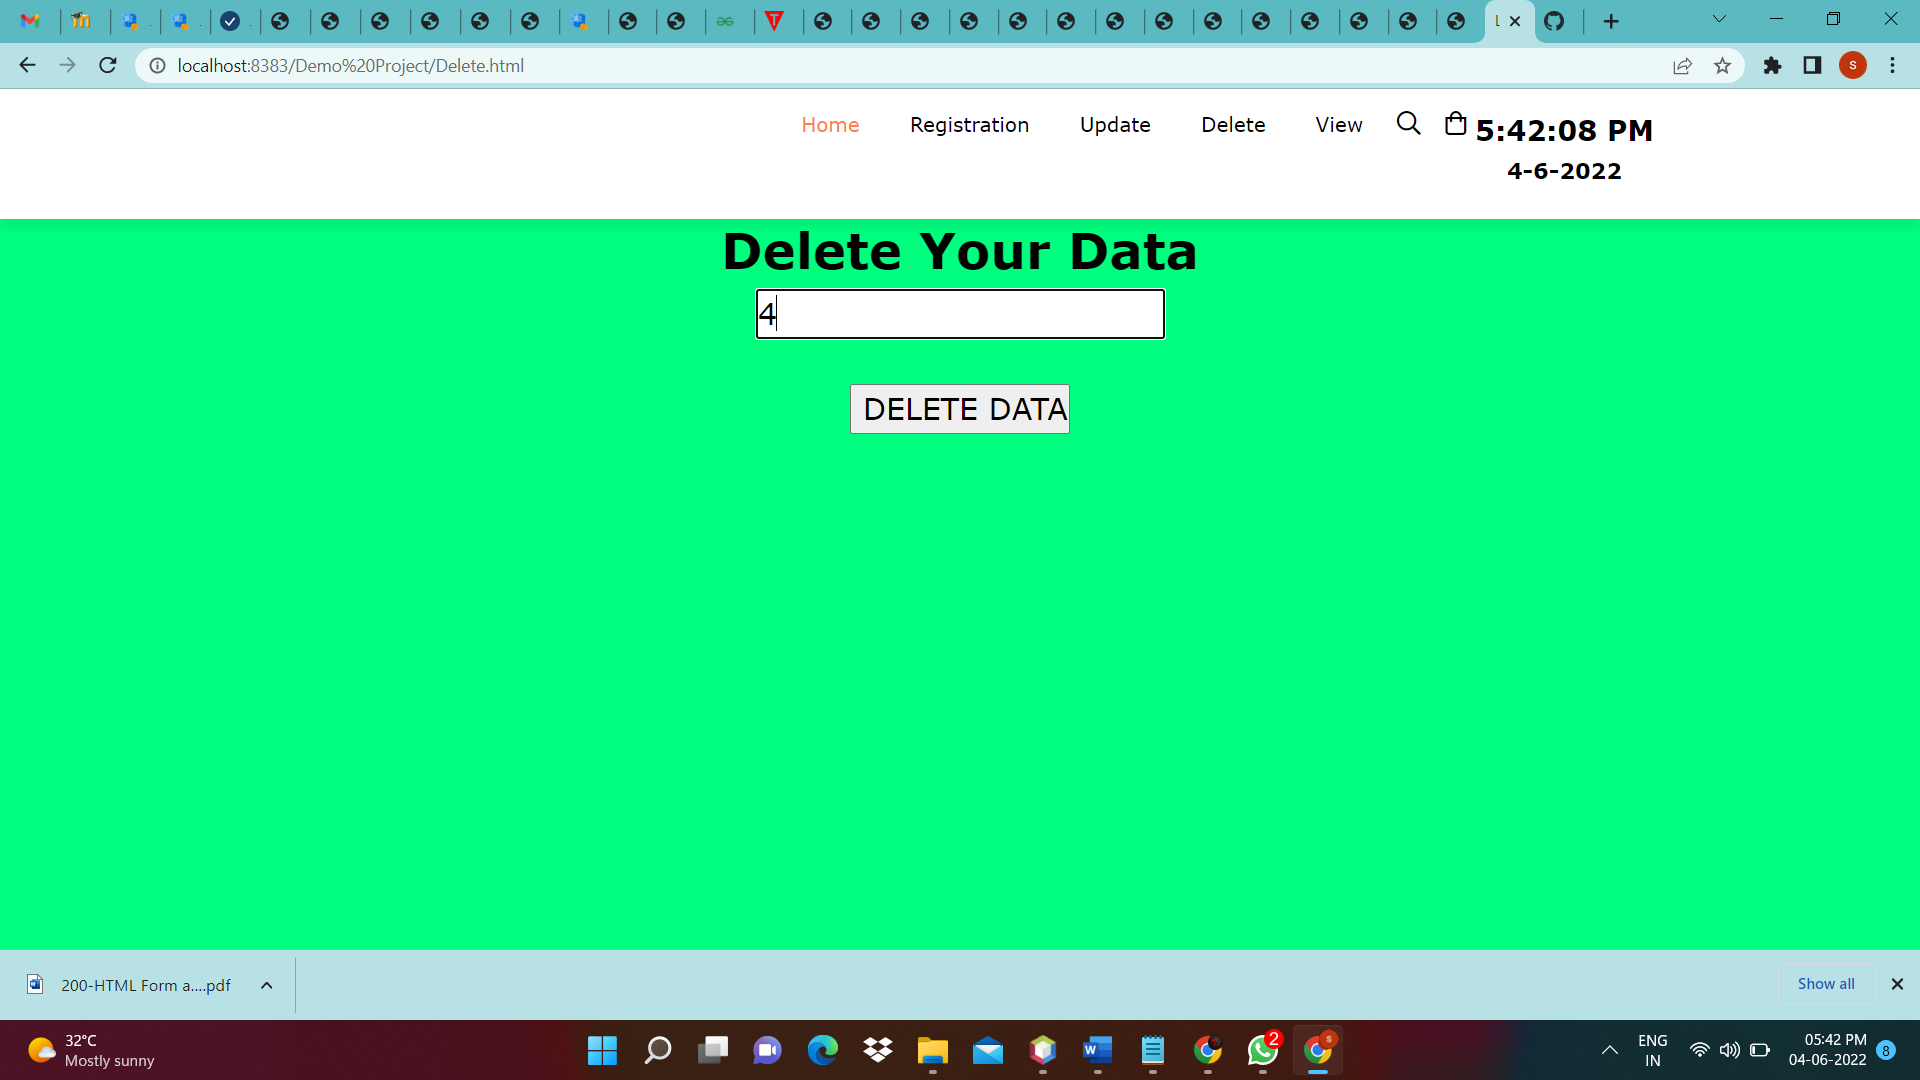 L
localhost:8383/Demo%20Project/Delete.html
S
Home Registration Update Delete View
5:42:08 PM
4-6-2022
Delete Your Data
4
DELETE DATA
200-HTML Form a....pdf
Show all
32°C
Mostly sunny
2
S
ENG
IN
05:42 PM
04-06-2022
8